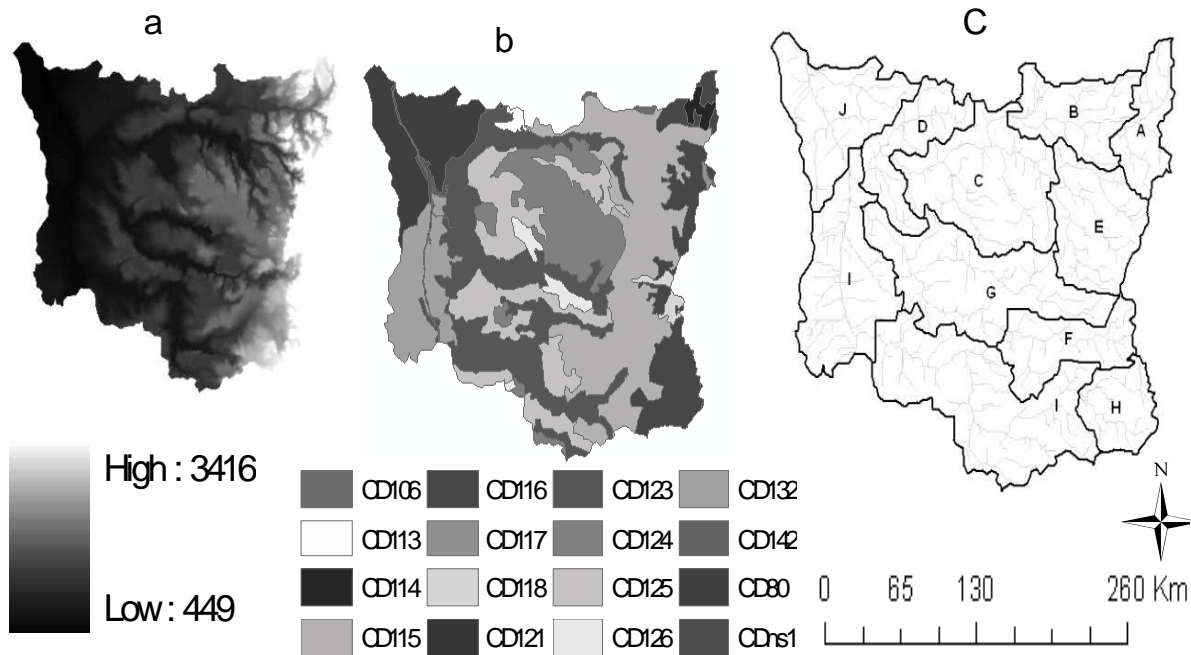 a
b
C
J
D
B
A
C
E
I
G
F
I
H
High : 3416
Low : 449
CD106 CD116 CD123 CD132
CD113 CD117 CD124 CD142
CD114 CD118 CD125 CD80
CD115 CD121 CD126 CDns1
N
0 65 130 260 Km